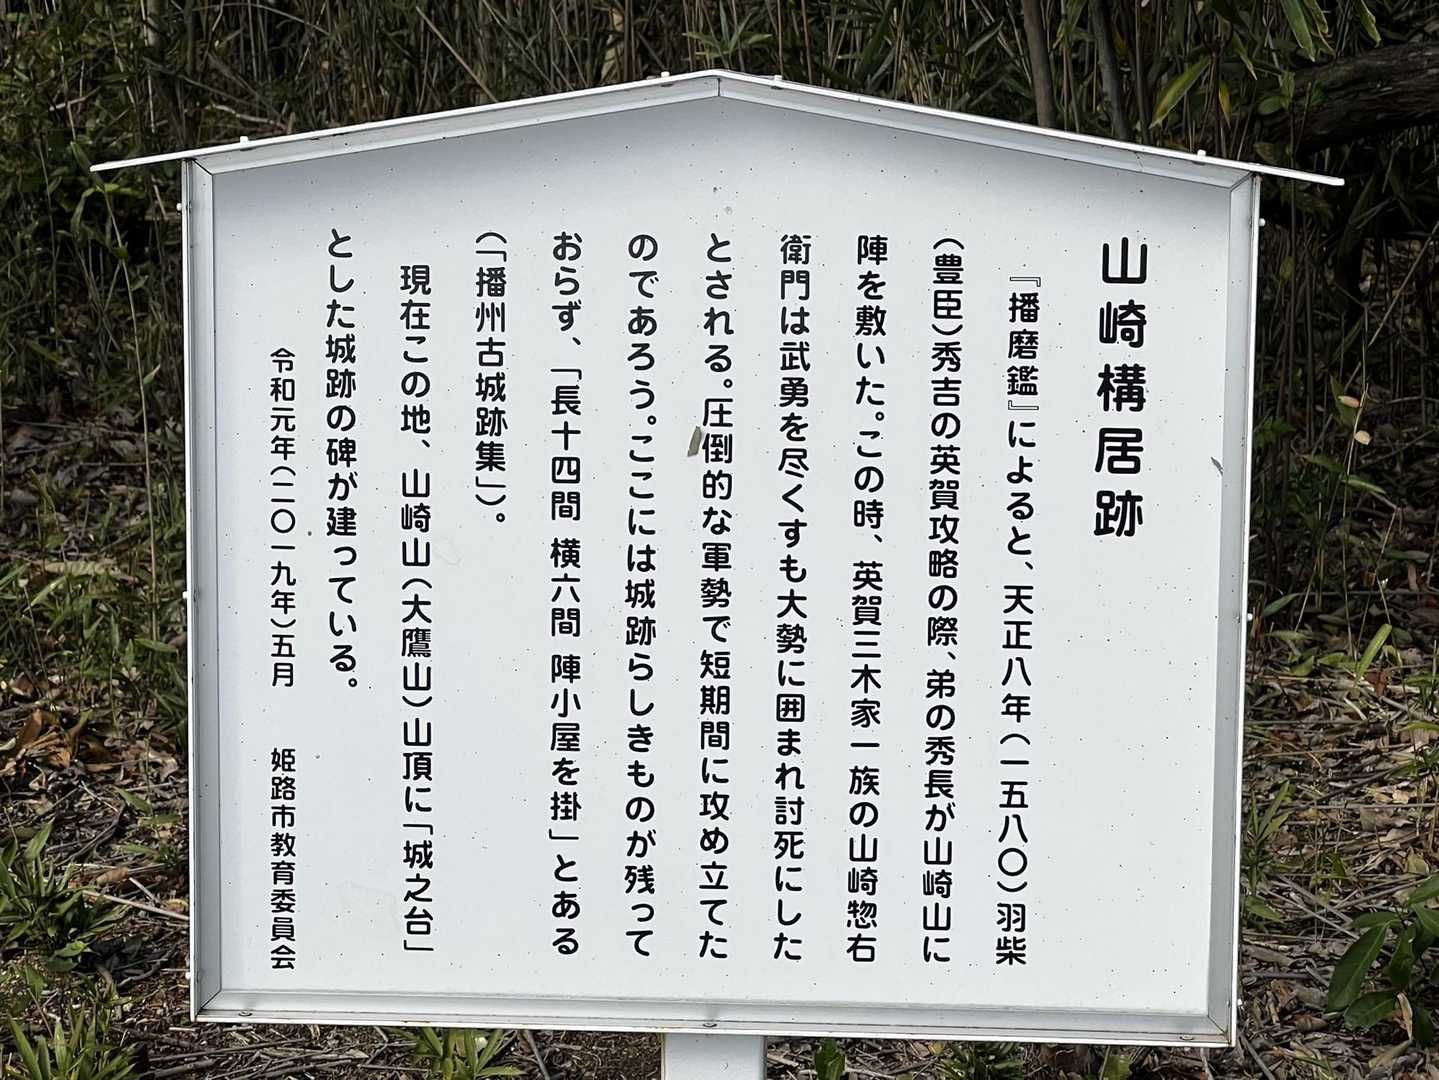 山崎構居跡
『播磨鑑』によると、天正八年（一五八〇）羽柴
（豊臣）秀吉の英賀攻略の際、弟の秀長が山崎山に
陣を敷いた。この時、英賀三木家一族の山崎惣右
衛門は武勇を尽くすも大勢に囲まれ討死にした
とされる。圧倒的な軍勢で短期間に攻め立てた
のであろう。ここには城跡らしきものが残って
おらず、「長十四間 横六間 陣小屋を掛」とある
（「播州古城跡集」）。
現在この地、山崎山（大鷹山）山頂に「城之台」
とした城跡の碑が建っている。
令和元年（二〇一九年）五月 姫路市教育委員会